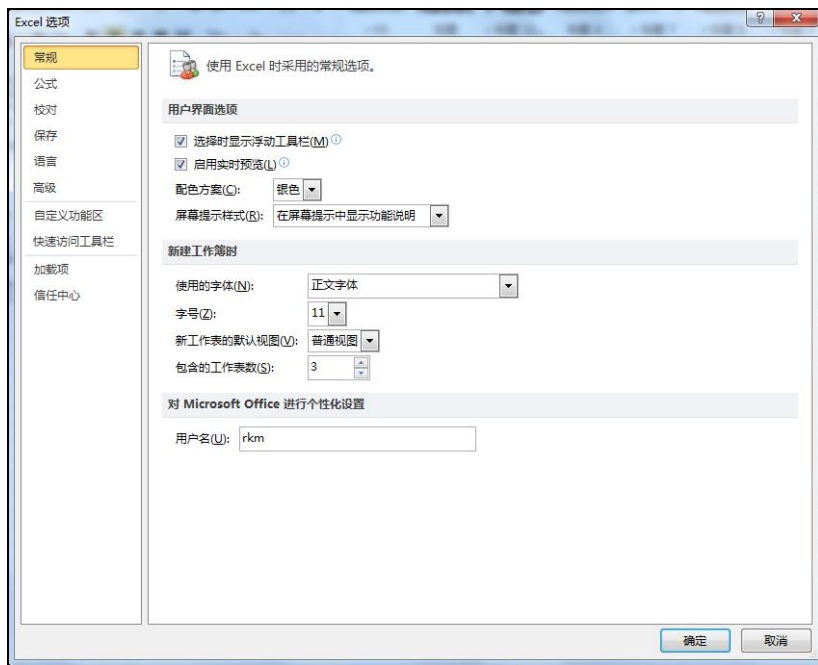 Excel 选项
常规
公式
校对
保存
语言
高级
自定义功能区
快速访问工具栏
加载项
信任中心
使用 Excel 时采用的常规选项。
用户界面选项
选择时显示浮动工具栏(M)
启用实时预览(L)
配色方案(C): 银色
屏幕提示样式(R): 在屏幕提示中显示功能说明
新建工作簿时
使用的字体(N): 正文字体
字号(Z): 11
新工作表的默认视图(V): 普通视图
包含的工作表数(S): 3
对 Microsoft Office 进行个性化设置
用户名(U): rkm
确定 取消